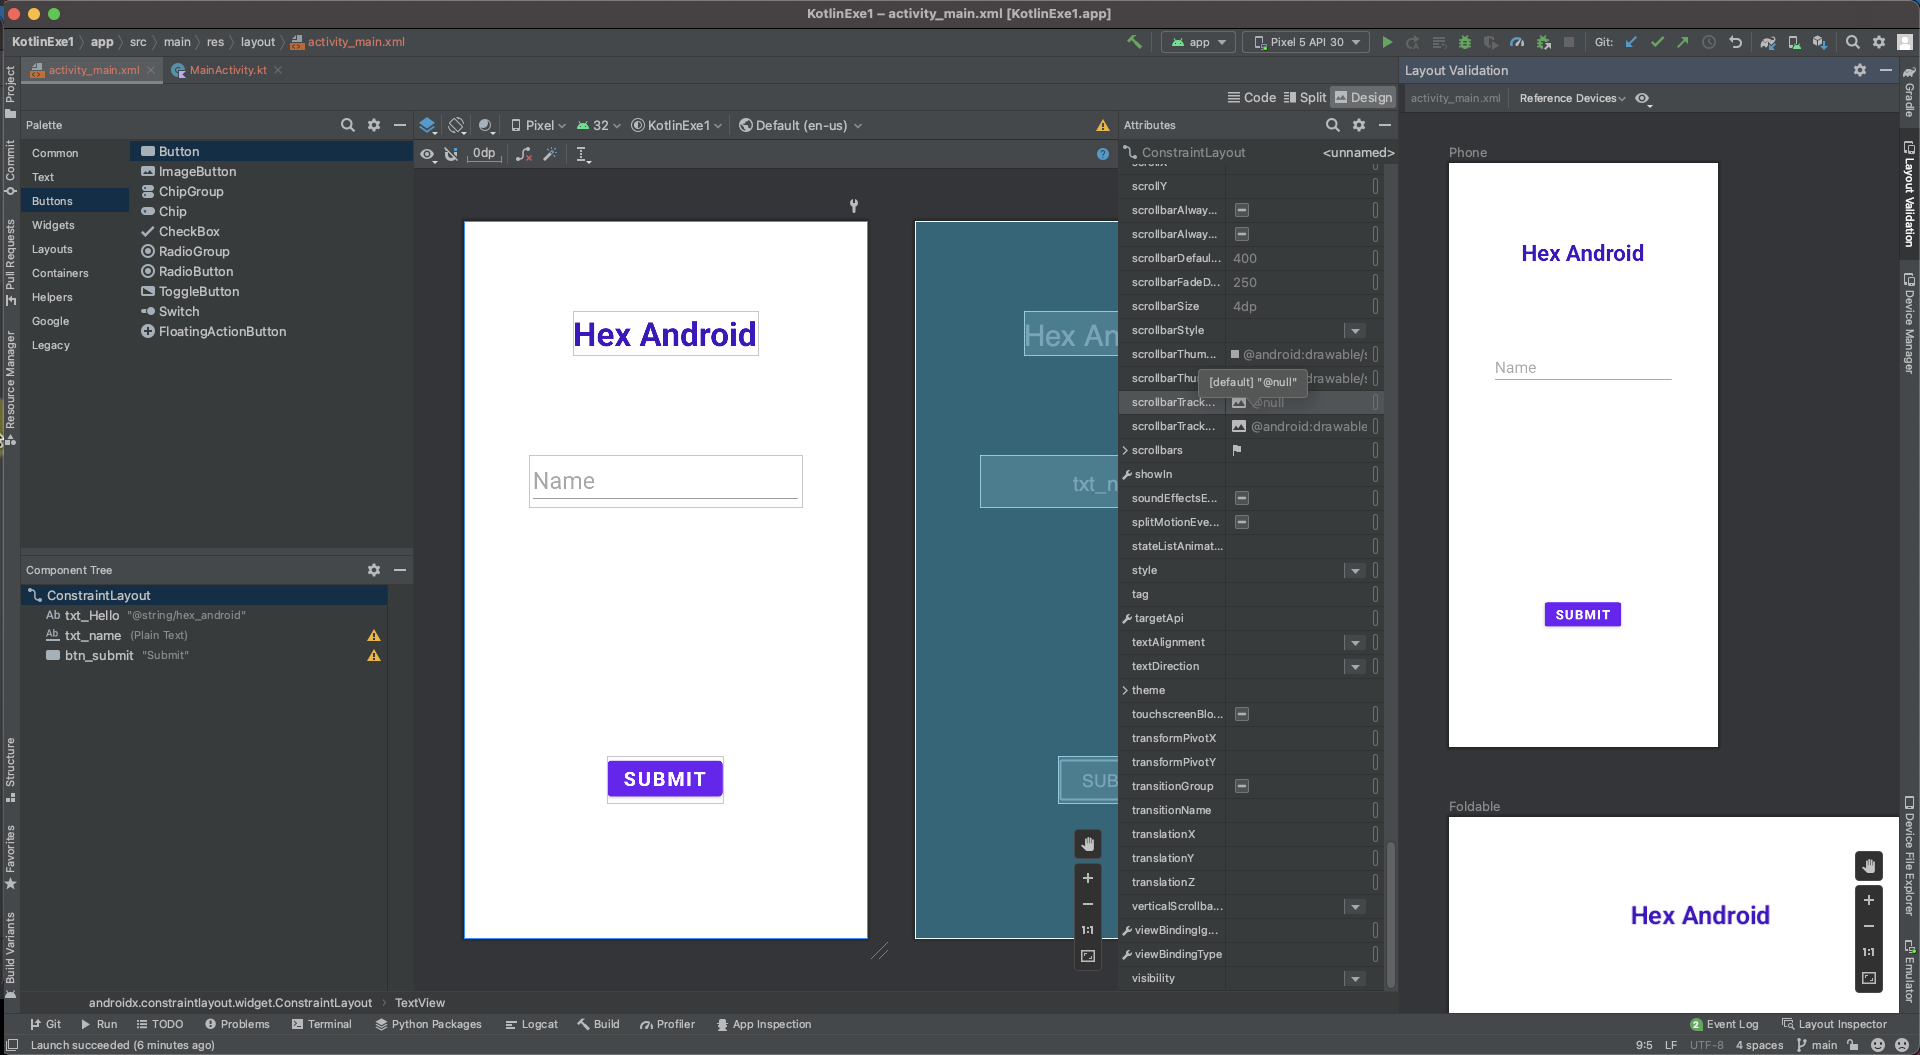 KotlinExe1 – activity_main.xml [KotlinExe1.app]
KotlinExe1 app src main res layout activity_main.xml
app Pixel 5 API 30 Git:
activity_main.xml MainActivity.kt
Code Split Design
Layout Validation
activity_main.xml Reference Devices
Project
Commit
Pull Requests
Resource Manager
Structure
Favorites
Build Variants
Palette
Common
Text
Buttons
Widgets
Layouts
Containers
Helpers
Google
Legacy
Button
ImageButton
ChipGroup
Chip
CheckBox
RadioGroup
RadioButton
ToggleButton
Switch
FloatingActionButton
Component Tree
ConstraintLayout
Ab txt_Hello "@string/hex_android"
Ab txt_name (Plain Text)
btn_submit "Submit"
Pixel 32 KotlinExe1 Default (en-us)
0dp
Hex Android
Name
SUBMIT
Hex An
txt_n
SUB
1:1
Attributes
ConstraintLayout <unnamed>
scrollX
scrollY
scrollbarAlway...
scrollbarAlway...
scrollbarDefaul... 400
scrollbarFadeD... 250
scrollbarSize 4dp
scrollbarStyle
scrollbarThum... @android:drawable/s
scrollbarThu drawable/s
[default] "@null"
scrollbarTrack... @null
scrollbarTrack... @android:drawable
scrollbars
showIn
soundEffectsE...
splitMotionEve...
stateListAnimat...
style
tag
targetApi
textAlignment
textDirection
theme
touchscreenBlo...
transformPivotX
transformPivotY
transitionGroup
transitionName
translationX
translationY
translationZ
verticalScrollba...
viewBindingIg...
viewBindingType
visibility
Phone
Hex Android
Name
SUBMIT
Foldable
Hex Android
1:1
Gradle
Layout Validation
Device Manager
Device File Explorer
Emulator
androidx.constraintlayout.widget.ConstraintLayout TextView
Git Run TODO Problems Terminal Python Packages Logcat Build Profiler App Inspection
2 Event Log Layout Inspector
Launch succeeded (6 minutes ago)
9:5 LF UTF-8 4 spaces main